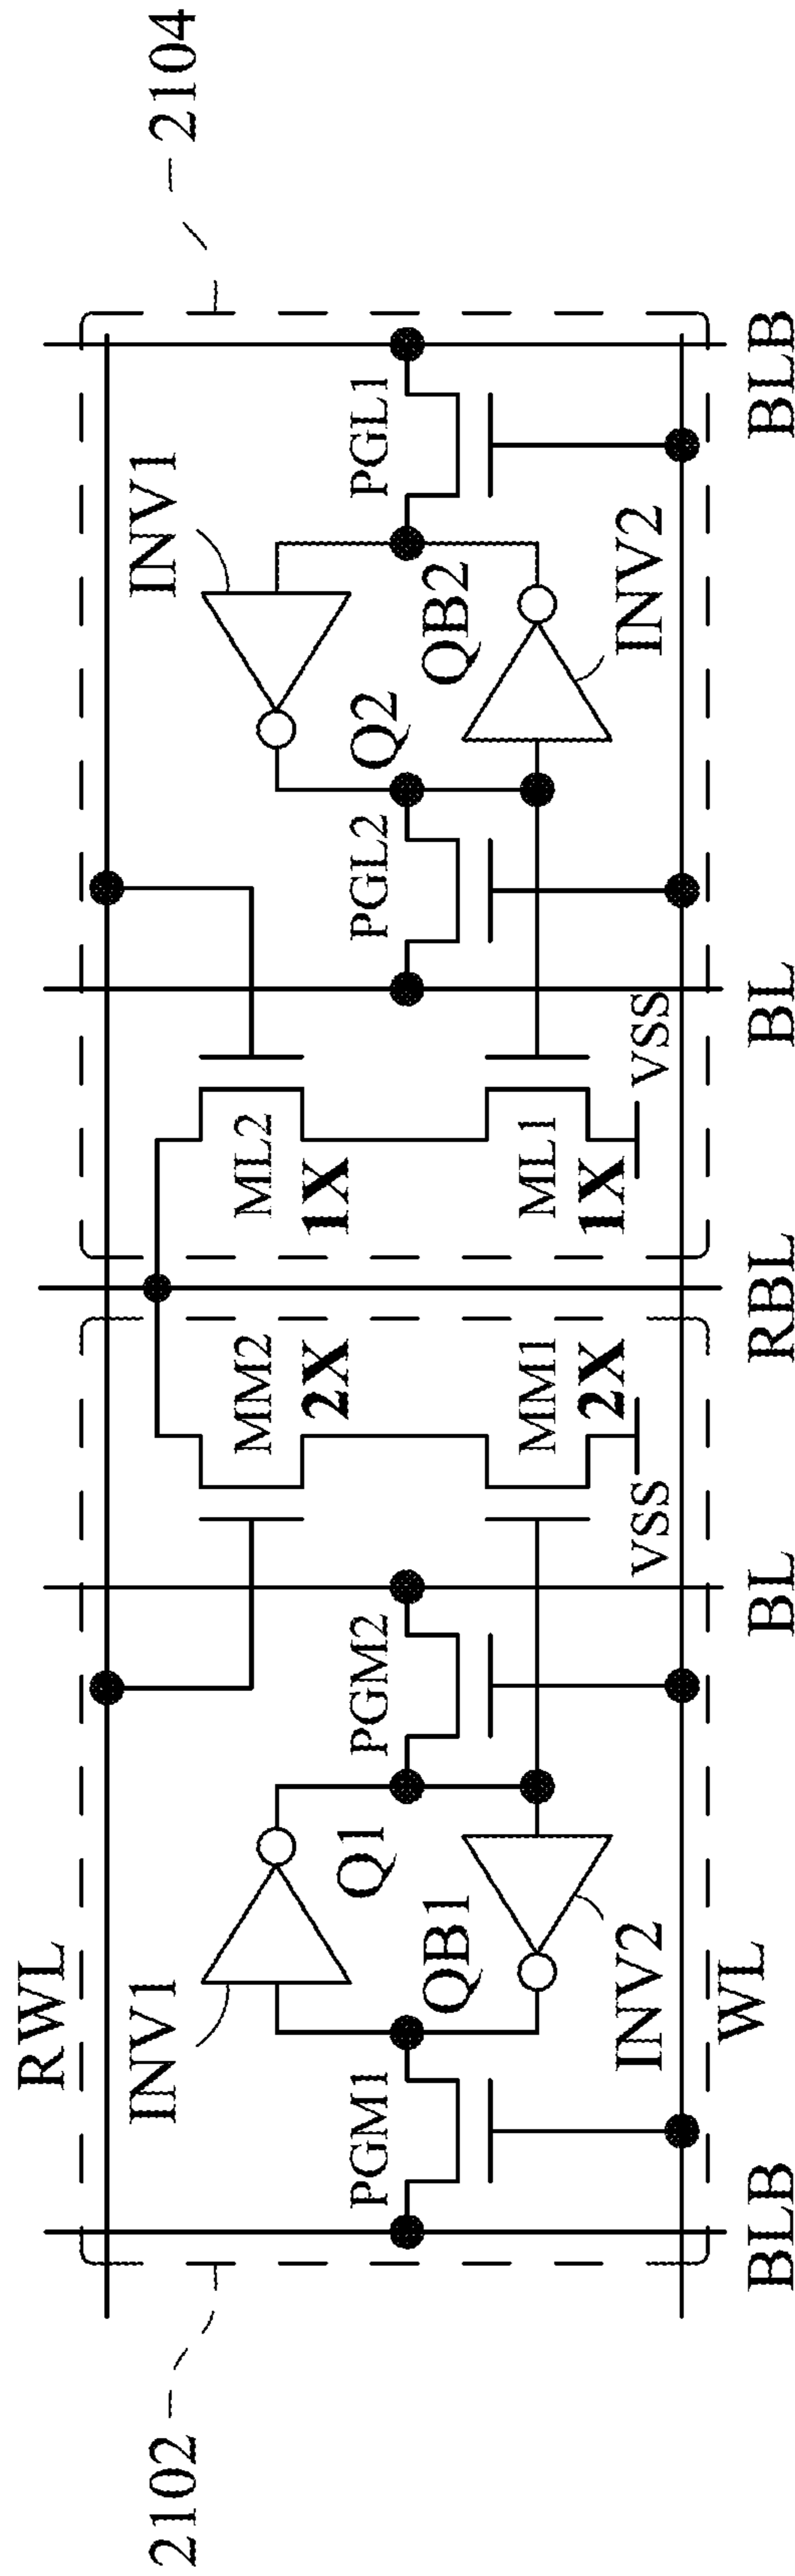 RWL
2102
INV1
INV1
2104
MM2
ML2
2X
1X
PGM1
Q1
PGM2
PGL2
Q2
PGL1
QB1
QB2
MM1
ML1
2X
1X
INV2
VSS
VSS
INV2
WL
BLB
BL
RBL
BL
BLB